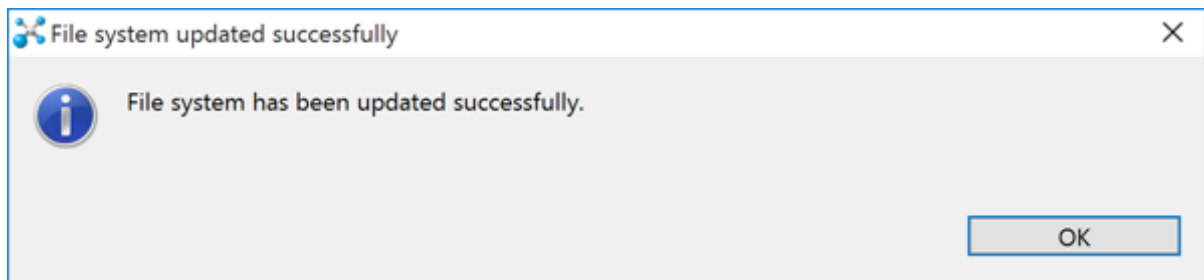 File system updated successfully
File system has been updated successfully.
OK